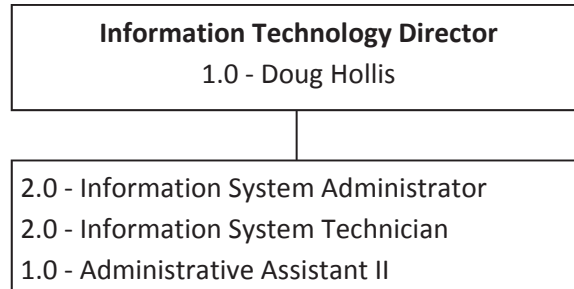 Information Technology Director
1.0 - Doug Hollis
2.0 - Information System Administrator
2.0 - Information System Technician
1.0 - Administrative Assistant II